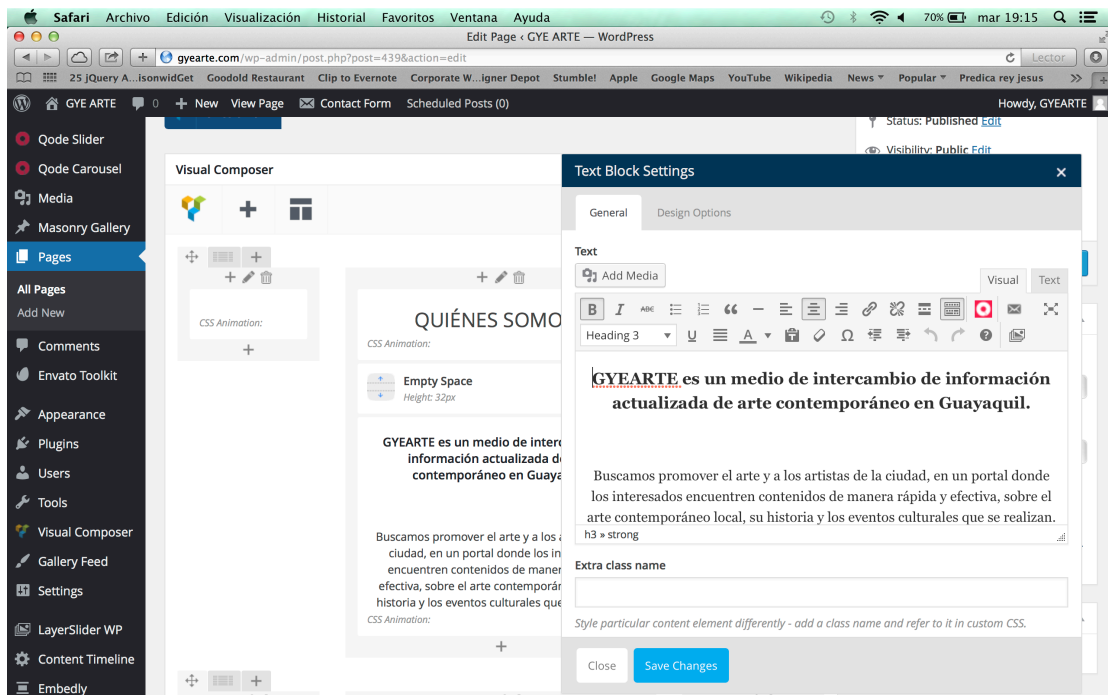 Safari Archivo Edición Visualización Historial Favoritos Ventana Ayuda 70% mar 19:15
Edit Page ‹ GYE ARTE — WordPress
gyearte.com/wp-admin/post.php?post=439&action=edit Lector
25 jQuery A...isonwidGet Goodold Restaurant Clip to Evernote Corporate W...igner Depot Stumble! Apple Google Maps YouTube Wikipedia News Popular Predica rey jesus
GYE ARTE 0 + New View Page Contact Form Scheduled Posts (0) Howdy, GYEARTE
Qode Slider
Qode Carousel
Media
Masonry Gallery
Pages
All Pages
Add New
Comments
Envato Toolkit
Appearance
Plugins
Users
Tools
Visual Composer
Gallery Feed
Settings
LayerSlider WP
Content Timeline
Embedly
Status: Published Edit
Visibility: Public Edit
Visual Composer
CSS Animation:
QUIÉNES SOMO
CSS Animation:
Empty Space
Height: 32px
GYEARTE es un medio de interc
información actualizada d
contemporáneo en Guaya
Buscamos promover el arte y a los a
ciudad, en un portal donde los in
encuentren contenidos de maner
efectiva, sobre el arte contemporár
historia y los eventos culturales que
CSS Animation:
Text Block Settings
General Design Options
Text
Add Media
Visual Text
B I ABC
Heading 3 U A Ω
GYEARTE es un medio de intercambio de información
actualizada de arte contemporáneo en Guayaquil.
Buscamos promover el arte y a los artistas de la ciudad, en un portal donde
los interesados encuentren contenidos de manera rápida y efectiva, sobre el
arte contemporáneo local, su historia y los eventos culturales que se realizan.
h3 » strong
Extra class name
Style particular content element differently - add a class name and refer to it in custom CSS.
Close Save Changes